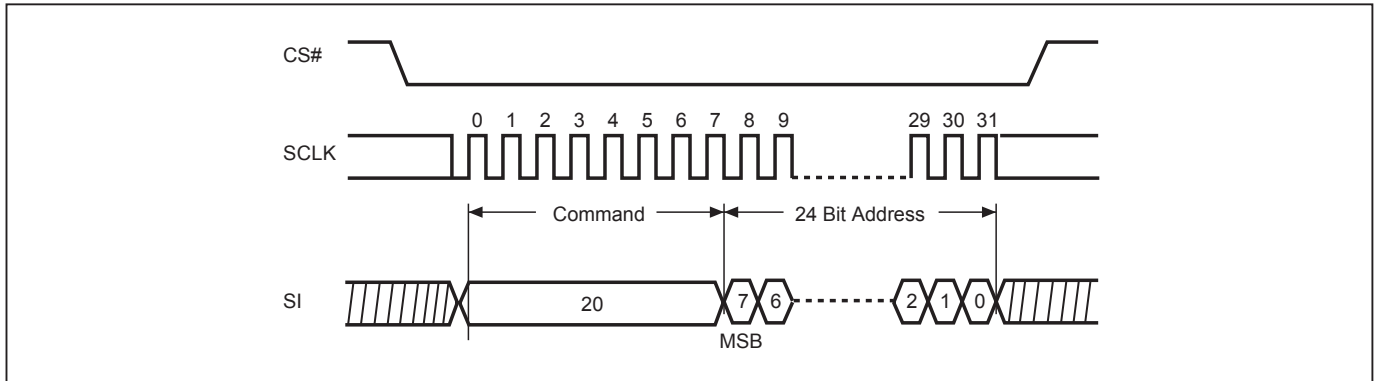 CS#
0 1 2 3 4 5 6 7 8 9 29 30 31
SCLK
Command 24 Bit Address
SI 20 7 6 2 1 0
MSB